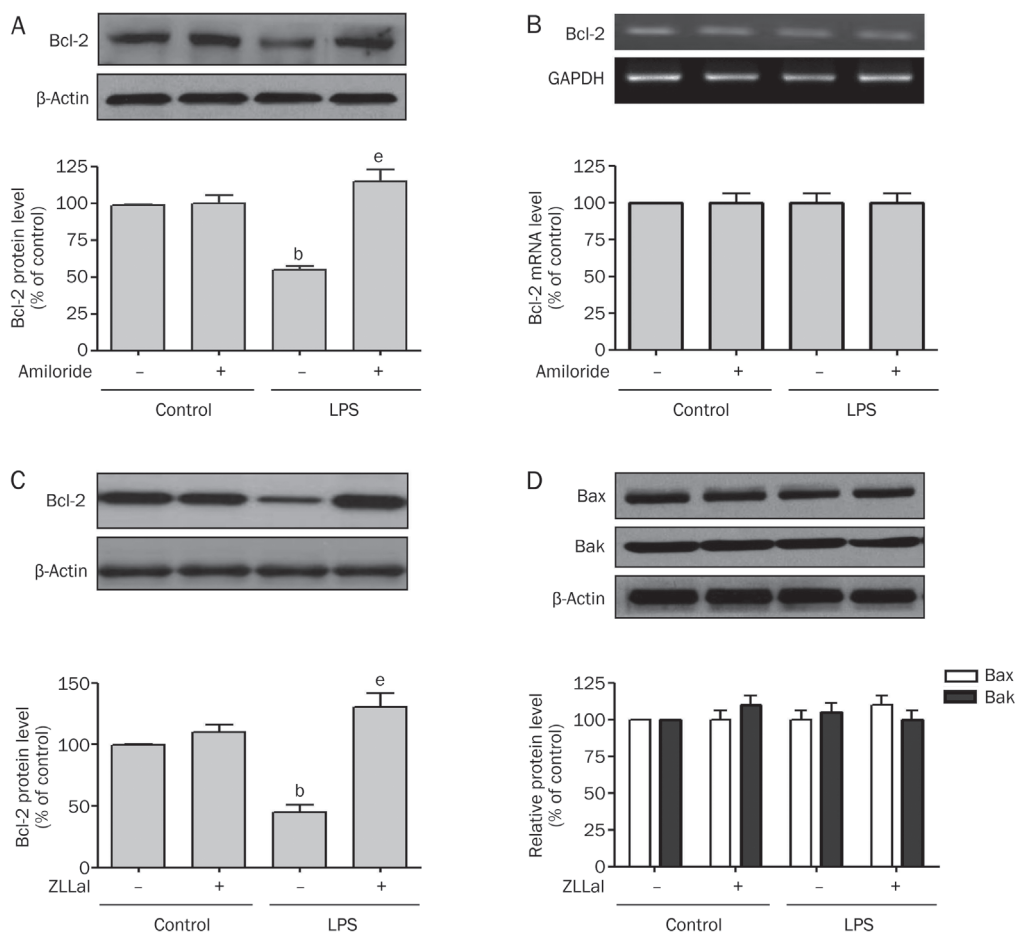 A
Bcl-2
β-Actin
125
100
75
50
25
0
Bcl-2 protein level
(% of control)
b
e
Amiloride – + – +
Control LPS
B
Bcl-2
GAPDH
125
100
75
50
25
0
Bcl-2 mRNA level
(% of control)
Amiloride – + – +
Control LPS
C
Bcl-2
β-Actin
150
100
50
0
Bcl-2 protein level
(% of control)
b
e
ZLLal – + – +
Control LPS
D
Bax
Bak
β-Actin
125
100
75
50
25
0
Relative protein level
(% of control)
Bax
Bak
ZLLal – + – +
Control LPS